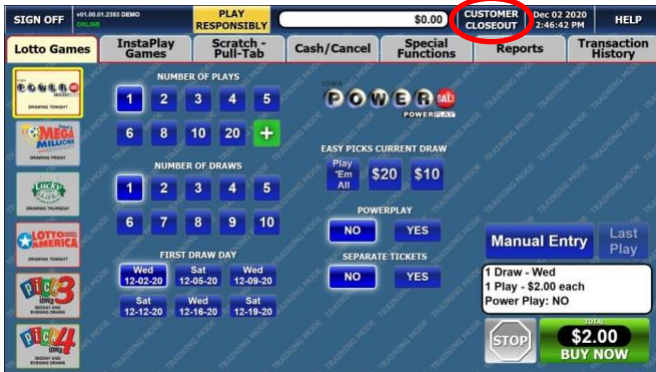 SIGN OFF
v01.00.01.2383 DEMO
ONLINE
PLAY
RESPONSIBLY
$0.00
CUSTOMER
CLOSEOUT
Dec 02 2020
2:46:42 PM
HELP
Lotto Games
InstaPlay
Games
Scratch -
Pull-Tab
Cash/Cancel
Special
Functions
Reports
Transaction
History
POWERBALL
DRAWING TONIGHT
MEGA
MILLIONS
DRAWING FRIDAY
Lucky
DRAWING THURSDAY
LOTTO
AMERICA
DRAWING TONIGHT
PICK 3
IOWA
MIDDAY AND
EVENING DRAWS
PICK 4
IOWA
MIDDAY AND
EVENING DRAWS
NUMBER OF PLAYS
1 2 3 4 5
6 8 10 20 +
NUMBER OF DRAWS
1 2 3 4 5
6 7 8 9 10
FIRST DRAW DAY
Wed
12-02-20
Sat
12-05-20
Wed
12-09-20
Sat
12-12-20
Wed
12-16-20
Sat
12-19-20
IOWA
POWERBALL
POWERPLAY
EASY PICKS CURRENT DRAW
Play
'Em
All
$20 $10
POWERPLAY
NO YES
SEPARATE TICKETS
NO YES
Manual Entry
Last
Play
1 Draw - Wed
1 Play - $2.00 each
Power Play: NO
STOP
TOTAL
$2.00
BUY NOW
TRAINING MODE